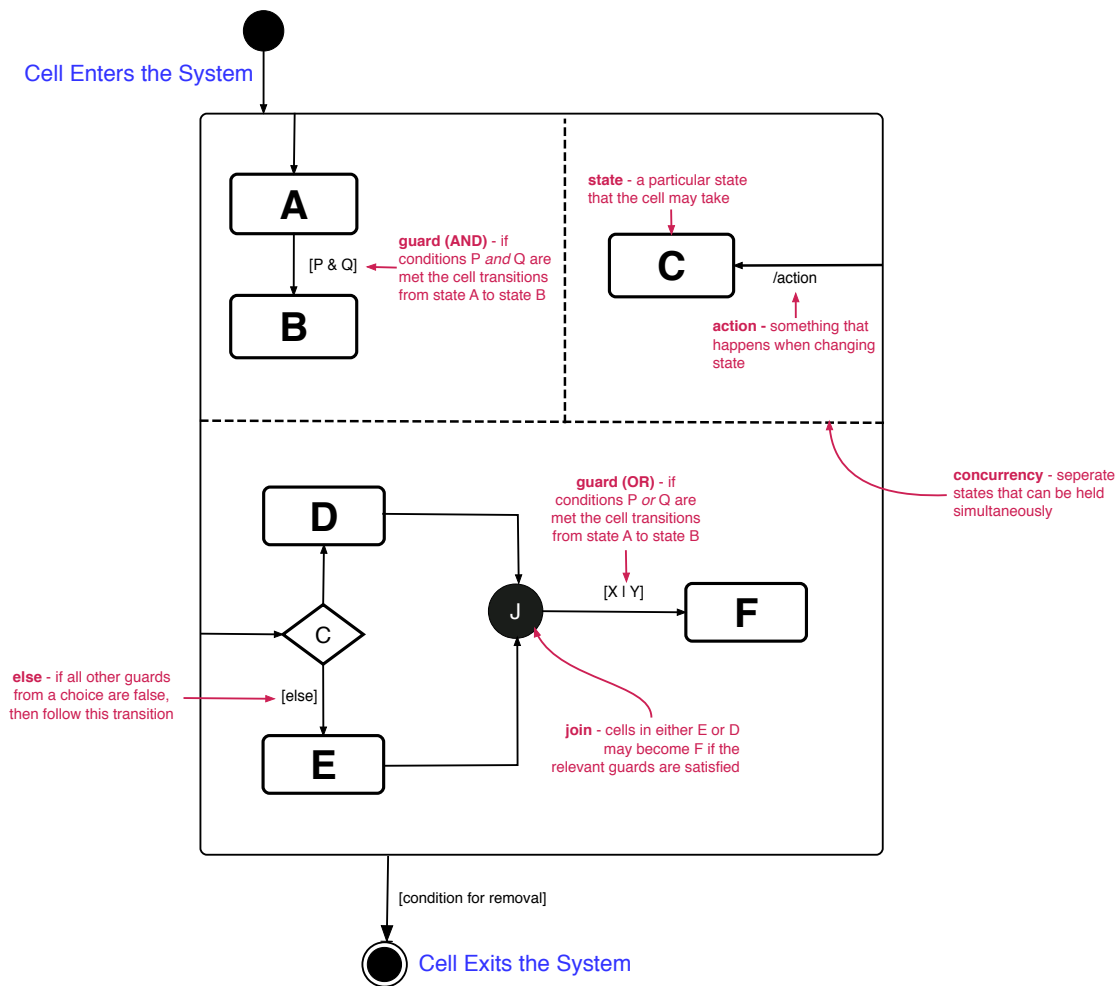 Cell Enters the System
A
[P & Q]
guard (AND) - if
conditions P and Q are
met the cell transitions
from state A to state B
B
state - a particular state
that the cell may take
C
/action
action - something that
happens when changing
state
concurrency - seperate
states that can be held
simultaneously
D
guard (OR) - if
conditions P or Q are
met the cell transitions
from state A to state B
[X I Y]
J
F
C
else - if all other guards
from a choice are false,
then follow this transition
[else]
E
join - cells in either E or D
may become F if the
relevant guards are satisfied
[condition for removal]
Cell Exits the System